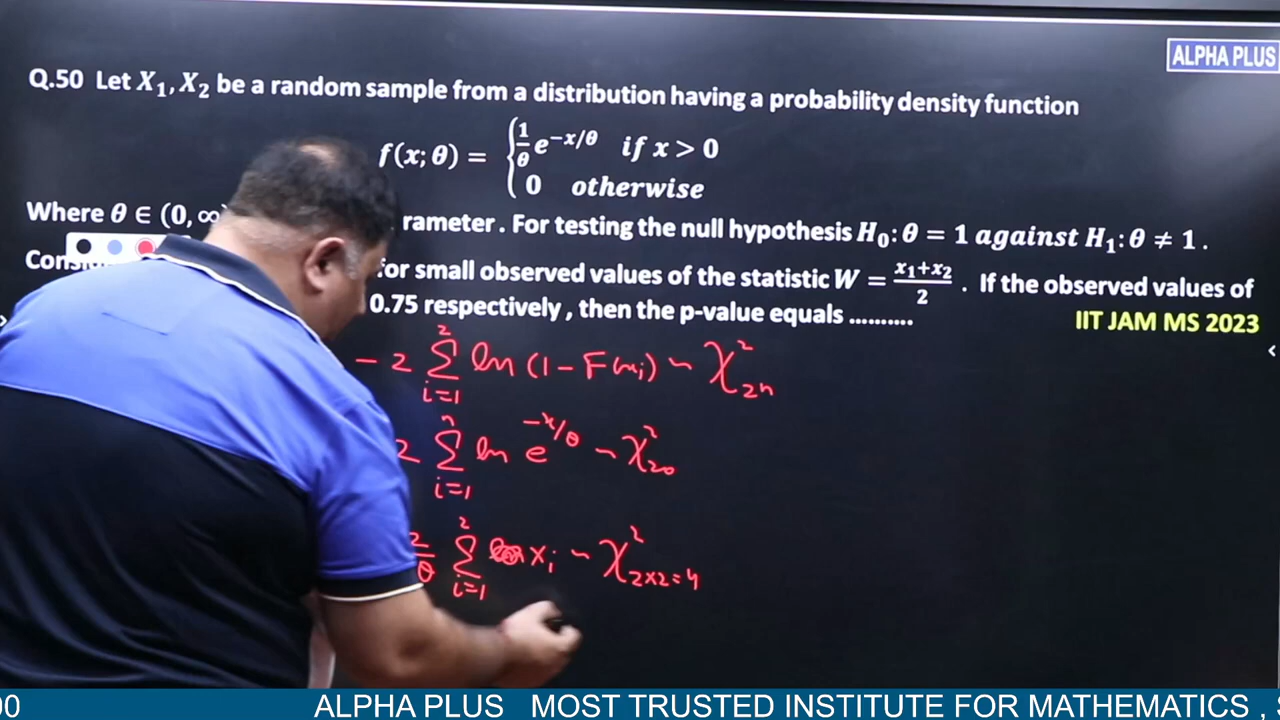 ALPHA PLUS
Q.50 Let X₁, X₂ be a random sample from a distribution having a probability density function
f(x; θ) = { 1/θ e^{-x/θ} if x > 0
0 otherwise
Where θ ∈ (0, ∞ rameter . For testing the null hypothesis H₀: θ = 1 against H₁: θ ≠ 1 .
for small observed values of the statistic W = (x₁+x₂)/2 . If the observed values of
0.75 respectively , then the p-value equals ..........
IIT JAM MS 2023
- 2 Σ_{i=1}^{2} ln (1 - F(xi) ~ χ²_{2n}
2 Σ_{i=1}^{n} ln e^{-x/θ} ~ χ²_{20}
2/θ Σ_{i=1}^{2} xi ~ χ²_{2×2=4}
00 ALPHA PLUS MOST TRUSTED INSTITUTE FOR MATHEMATICS ,